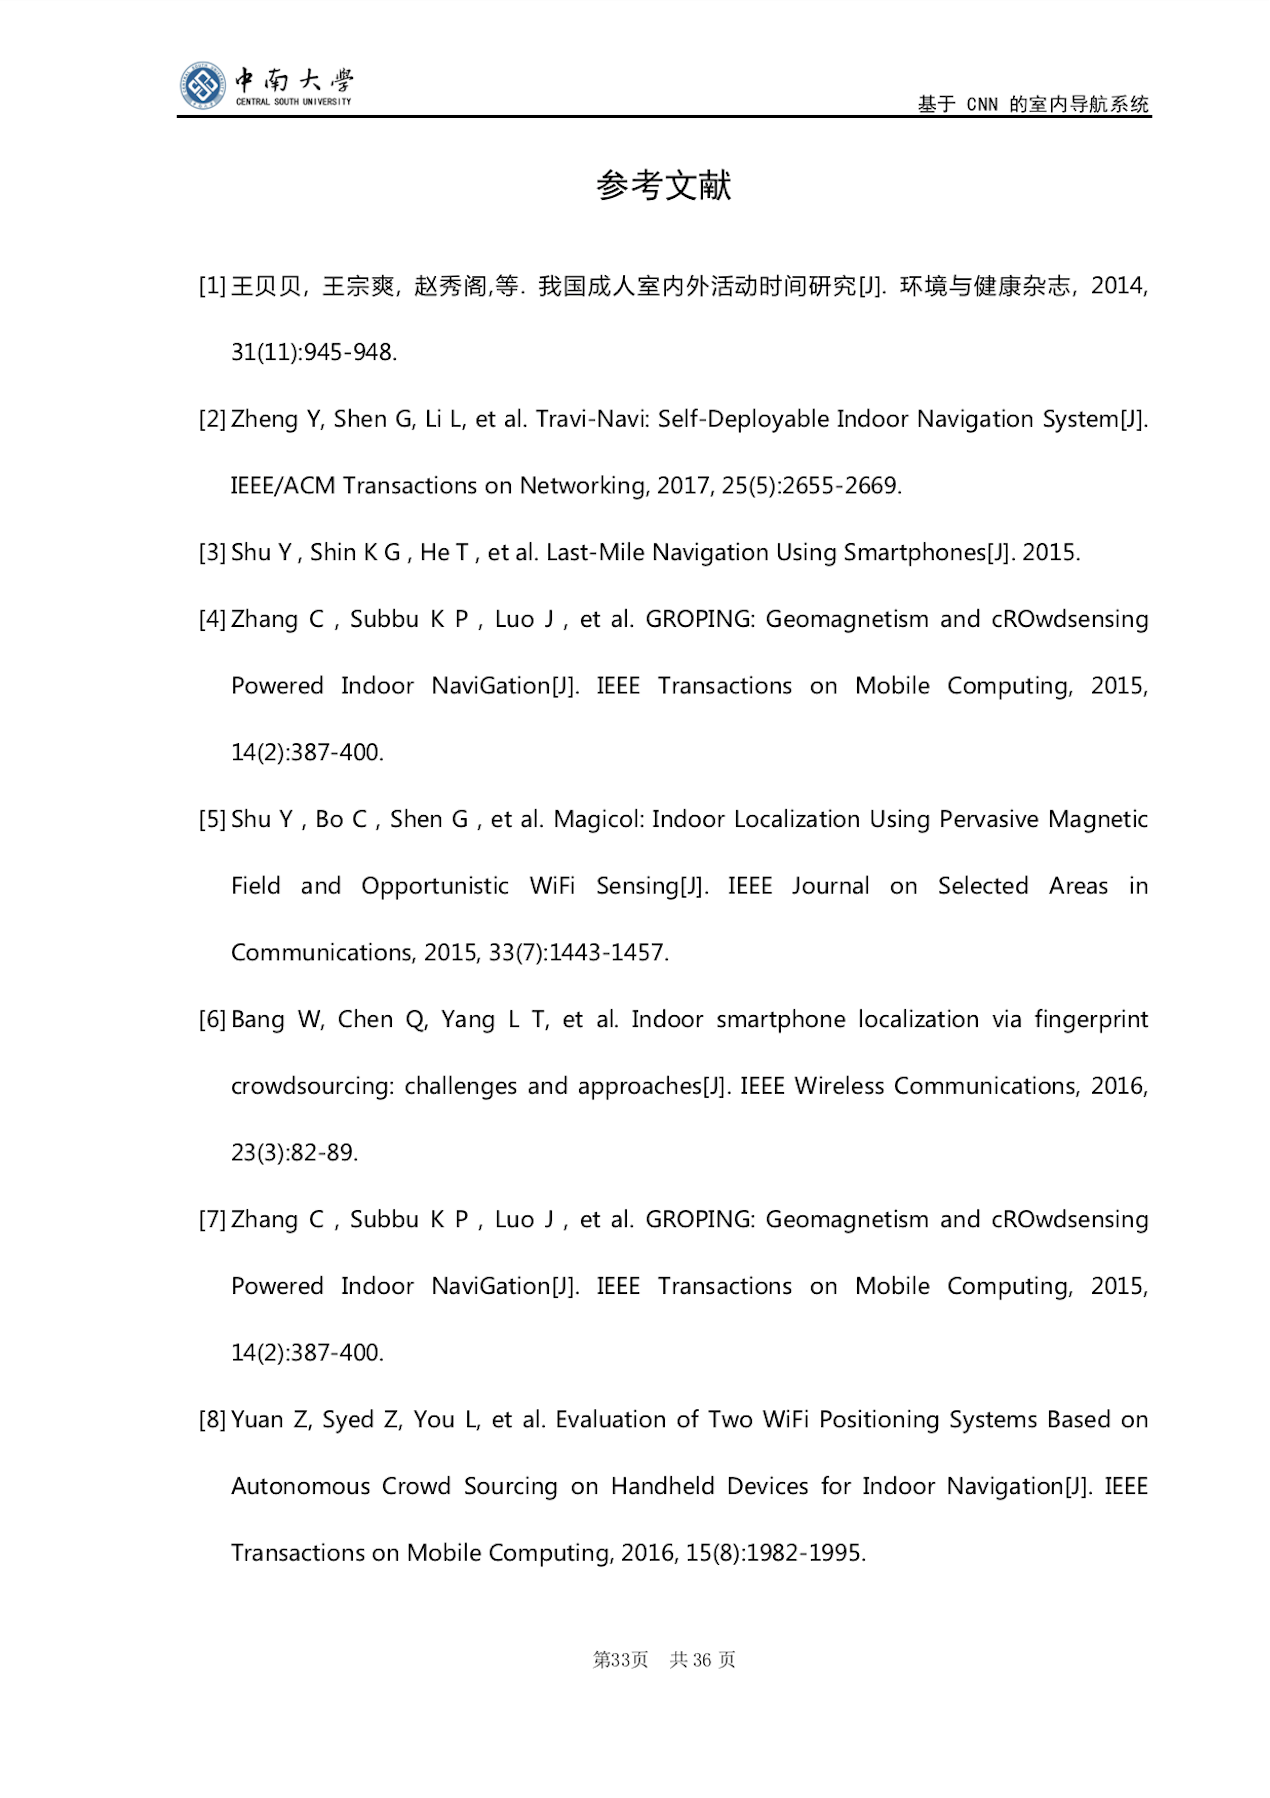 中南大学
CENTRAL SOUTH UNIVERSITY
基于 CNN 的室内导航系统
参考文献
[1] 王贝贝, 王宗爽, 赵秀阁,等. 我国成人室内外活动时间研究[J]. 环境与健康杂志, 2014,
31(11):945-948.
[2] Zheng Y, Shen G, Li L, et al. Travi-Navi: Self-Deployable Indoor Navigation System[J].
IEEE/ACM Transactions on Networking, 2017, 25(5):2655-2669.
[3] Shu Y , Shin K G , He T , et al. Last-Mile Navigation Using Smartphones[J]. 2015.
[4] Zhang C , Subbu K P , Luo J , et al. GROPING: Geomagnetism and cROwdsensing
Powered Indoor NaviGation[J]. IEEE Transactions on Mobile Computing, 2015,
14(2):387-400.
[5] Shu Y , Bo C , Shen G , et al. Magicol: Indoor Localization Using Pervasive Magnetic
Field and Opportunistic WiFi Sensing[J]. IEEE Journal on Selected Areas in
Communications, 2015, 33(7):1443-1457.
[6] Bang W, Chen Q, Yang L T, et al. Indoor smartphone localization via fingerprint
crowdsourcing: challenges and approaches[J]. IEEE Wireless Communications, 2016,
23(3):82-89.
[7] Zhang C , Subbu K P , Luo J , et al. GROPING: Geomagnetism and cROwdsensing
Powered Indoor NaviGation[J]. IEEE Transactions on Mobile Computing, 2015,
14(2):387-400.
[8] Yuan Z, Syed Z, You L, et al. Evaluation of Two WiFi Positioning Systems Based on
Autonomous Crowd Sourcing on Handheld Devices for Indoor Navigation[J]. IEEE
Transactions on Mobile Computing, 2016, 15(8):1982-1995.
第33页 共 36 页